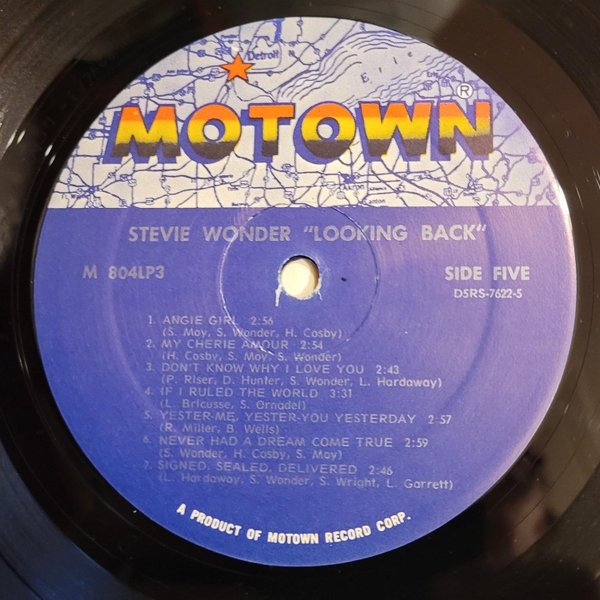 Detroit
Erie
MOTOWN®
Akron
Canton
STEVIE WONDER "LOOKING BACK"
M 804LP3
SIDE FIVE
DSRS-7622-5
1. ANGIE GIRL 2:56
(S. Moy, S. Wonder, H. Cosby)
2. MY CHERIE AMOUR 2:54
(H. Cosby, S. Moy, S. Wonder)
3. DON'T KNOW WHY I LOVE YOU 2:43
(P. Riser, D. Hunter, S. Wonder, L. Hardaway)
4. IF I RULED THE WORLD 3:31
(L. Bricusse, S. Ornadel)
5. YESTER-ME, YESTER-YOU YESTERDAY 2:57
(R. Miller, B. Wells)
6. NEVER HAD A DREAM COME TRUE 2:59
(S. Wonder, H. Cosby, S. Moy)
7. SIGNED, SEALED, DELIVERED 2:46
(L. Hardaway, S. Wonder, S. Wright, L. Garrett)
A PRODUCT OF MOTOWN RECORD CORP.